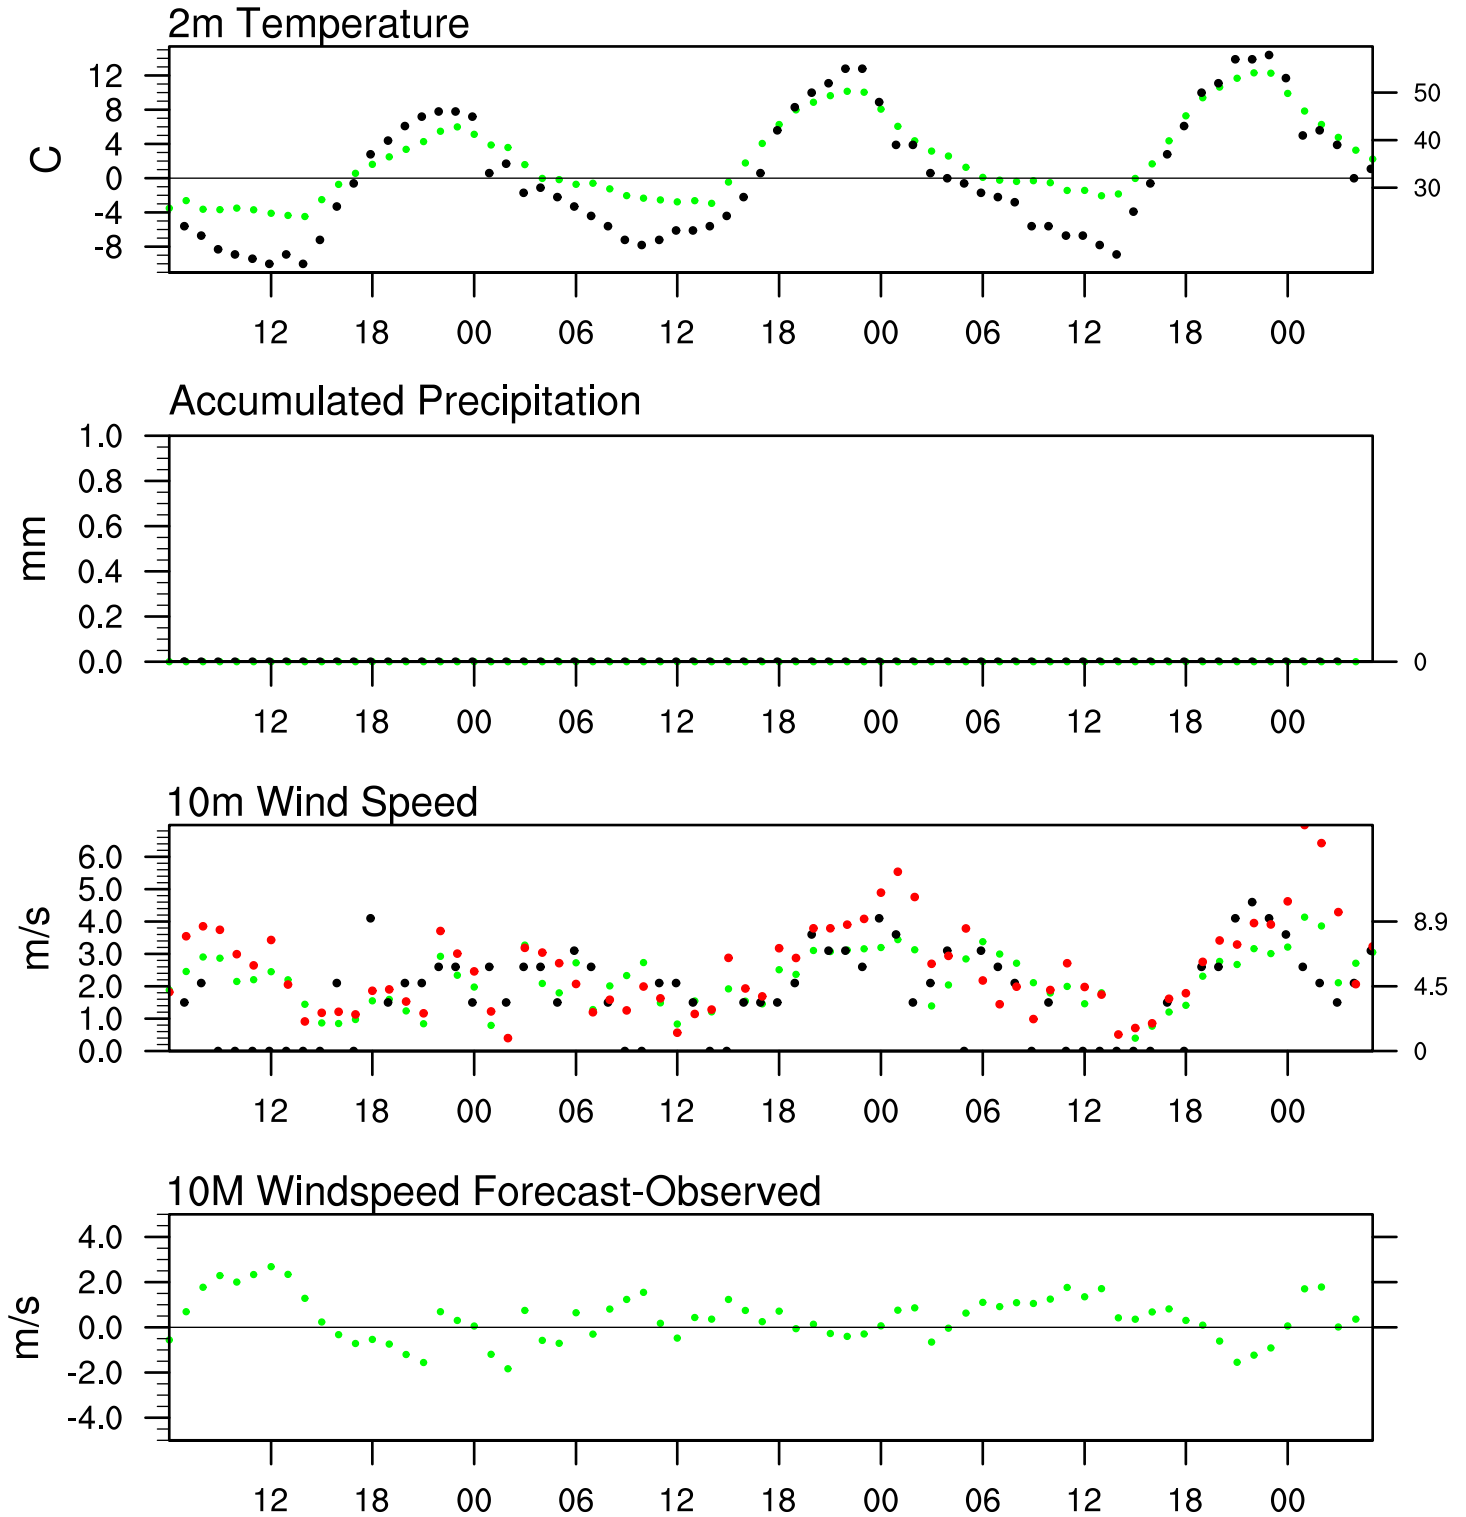 2m Temperature
12
8
4
0
-4
-8
C
50
40
30
12 18 00 06 12 18 00 06 12 18 00
Accumulated Precipitation
1.0
0.8
0.6
0.4
0.2
0.0
mm
0
12 18 00 06 12 18 00 06 12 18 00
10m Wind Speed
6.0
5.0
4.0
3.0
2.0
1.0
0.0
m/s
8.9
4.5
0
12 18 00 06 12 18 00 06 12 18 00
10M Windspeed Forecast-Observed
4.0
2.0
0.0
-2.0
-4.0
m/s
12 18 00 06 12 18 00 06 12 18 00